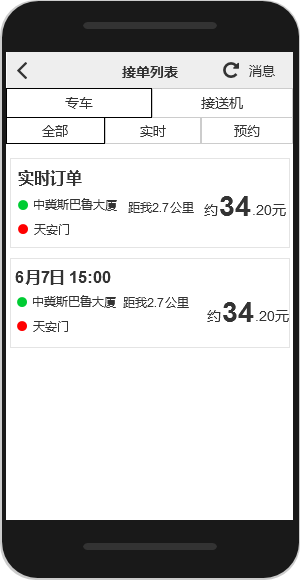 接单列表 消息
专车 接送机
全部 实时 预约
实时订单
中冀斯巴鲁大厦 距我2.7公里 约34.20元
天安门
6月7日 15:00
中冀斯巴鲁大厦 距我2.7公里 约34.20元
天安门